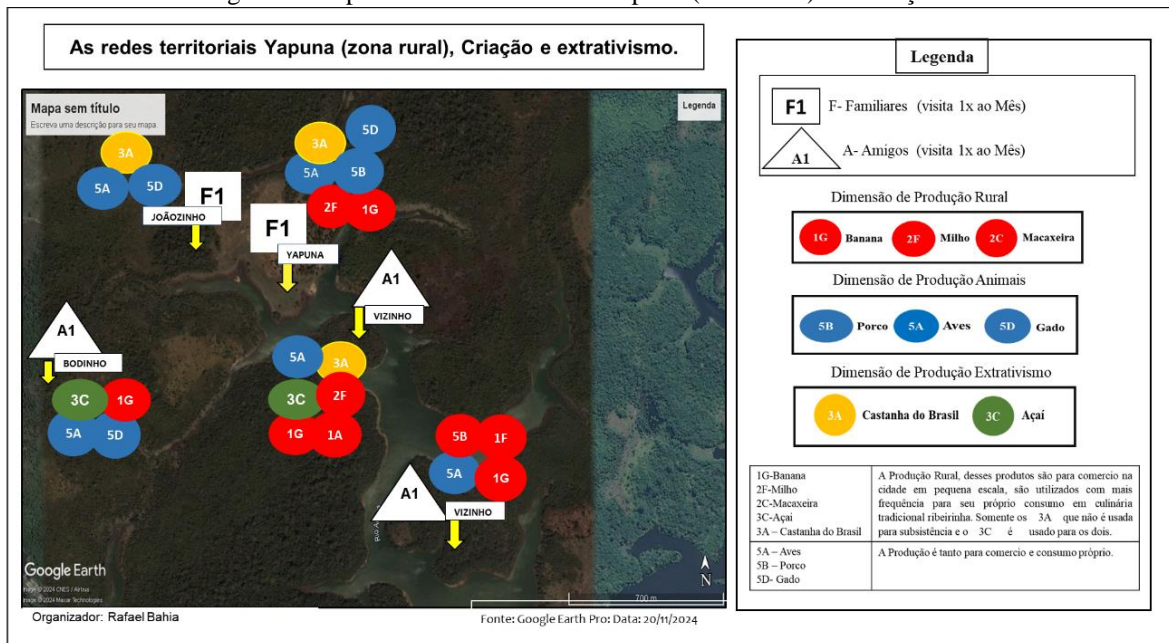 As redes territoriais Yapuna (zona rural), Criação e extrativismo.
Mapa sem título
Escreva uma descrição para seu mapa.
Legenda
3A
5A
5D
F1
JOÃOZINHO
3A
5D
5A
5B
2F
1G
F1
YAPUNA
A1
VIZINHO
A1
BODINHO
3C
1G
5A
5D
5A
3A
3C
2F
1G
1A
5B
1F
5A
1G
A1
VIZINHO
Google Earth
Image © 2024 CNES / Airbus
Image © 2024 Maxar Technologies
700 m
N
Organizador: Rafael Bahia
Fonte: Google Earth Pro: Data: 20/11/2024
Legenda
F1
F- Familiares (visita 1x ao Mês)
A1
A- Amigos (visita 1x ao Mês)
Dimensão de Produção Rural
1G Banana 2F Milho 2C Macaxeira
Dimensão de Produção Animais
5B Porco 5A Aves 5D Gado
Dimensão de Produção Extrativismo
3A Castanha do Brasil 3C Açaí
1G-Banana
2F-Milho
2C-Macaxeira
3C-Açai
3A – Castanha do Brasil
A Produção Rural, desses produtos são para comercio na
cidade em pequena escala, são utilizados com mais
frequência para seu próprio consumo em culinária
tradicional ribeirinha. Somente os 3A que não é usada
para subsistência e o 3C é usado para os dois.
5A – Aves
5B – Porco
5D- Gado
A Produção é tanto para comercio e consumo próprio.